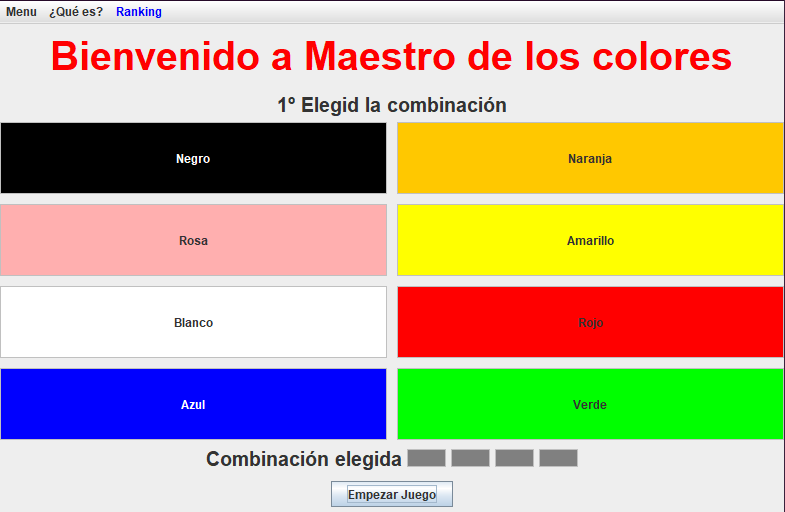 Menu ¿Qué es? Ranking
Bienvenido a Maestro de los colores
1º Elegid la combinación
Negro Naranja
Rosa Amarillo
Blanco Rojo
Azul Verde
Combinación elegida
Empezar Juego